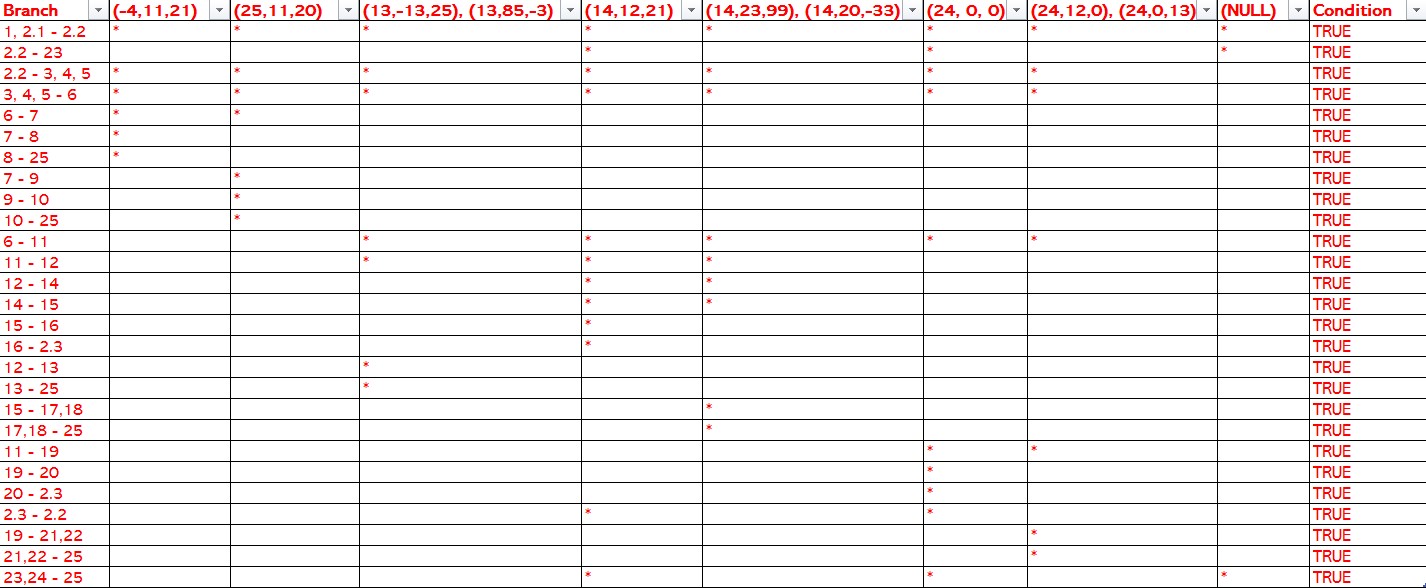 Branch (-4,11,21) (25,11,20) (13,-13,25), (13,85,-3) (14,12,21) (14,23,99), (14,20,-33) (24, 0, 0) (24,12,0), (24,0,13) (NULL) Condition
1, 2.1 - 2.2 * * * * * * * * TRUE
2.2 - 23 * * * TRUE
2.2 - 3, 4, 5 * * * * * * * TRUE
3, 4, 5 - 6 * * * * * * * TRUE
6 - 7 * * TRUE
7 - 8 * TRUE
8 - 25 * TRUE
7 - 9 * TRUE
9 - 10 * TRUE
10 - 25 * TRUE
6 - 11 * * * * * TRUE
11 - 12 * * * TRUE
12 - 14 * * TRUE
14 - 15 * * TRUE
15 - 16 * TRUE
16 - 2.3 * TRUE
12 - 13 * TRUE
13 - 25 * TRUE
15 - 17,18 * TRUE
17,18 - 25 * TRUE
11 - 19 * * TRUE
19 - 20 * TRUE
20 - 2.3 * TRUE
2.3 - 2.2 * * TRUE
19 - 21,22 * TRUE
21,22 - 25 * TRUE
23,24 - 25 * * * TRUE